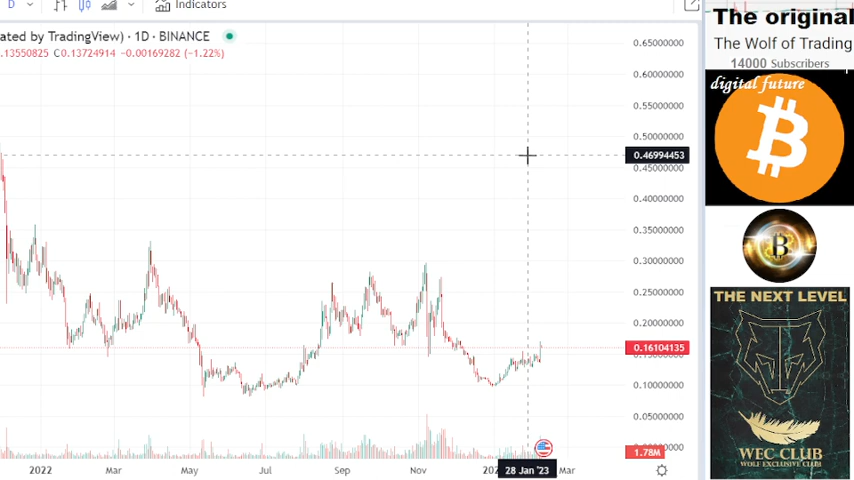 D
Indicators
ated by TradingView) · 1D · BINANCE
.13550825 C0.13724914 −0.00169282 (−1.22%)
0.65000000
0.60000000
0.55000000
0.50000000
0.46994453
0.45000000
0.40000000
0.35000000
0.30000000
0.25000000
0.20000000
0.16104135
0.10000000
0.05000000
1.78M
2022
Mar
May
Jul
Sep
Nov
28 Jan '23
Mar
The original
The Wolf of Trading
14000 Subscribers
digital future
THE NEXT LEVEL
WEC CLUB
WOLF EXCLUSIVE CLUB